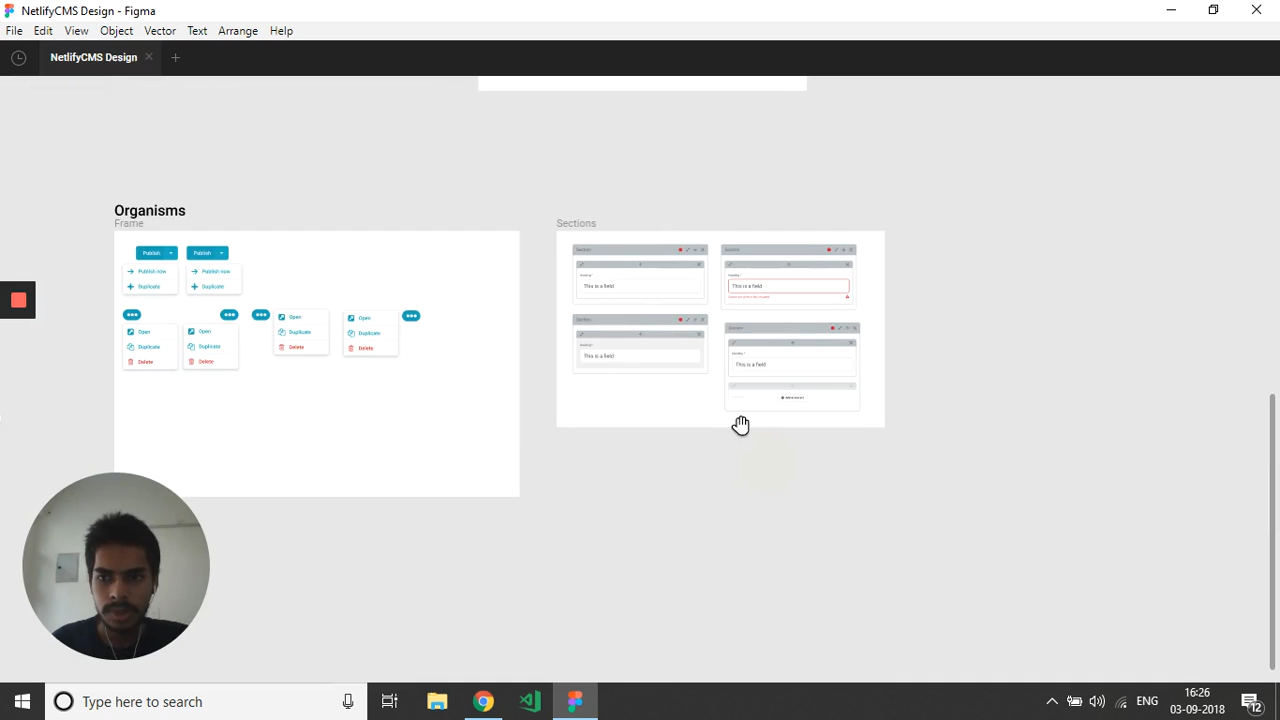 NetlifyCMS Design - Figma
File Edit View Object Vector Text Arrange Help
NetlifyCMS Design
Organisms
Frame
Sections
Publish
Publish
Publish now
Duplicate
Publish now
Duplicate
Open
Duplicate
Delete
Open
Duplicate
Delete
Open
Duplicate
Delete
Open
Duplicate
Delete
This is a field
This is a field
This is a field
This is a field
Type here to search
ENG
16:26
03-09-2018
12